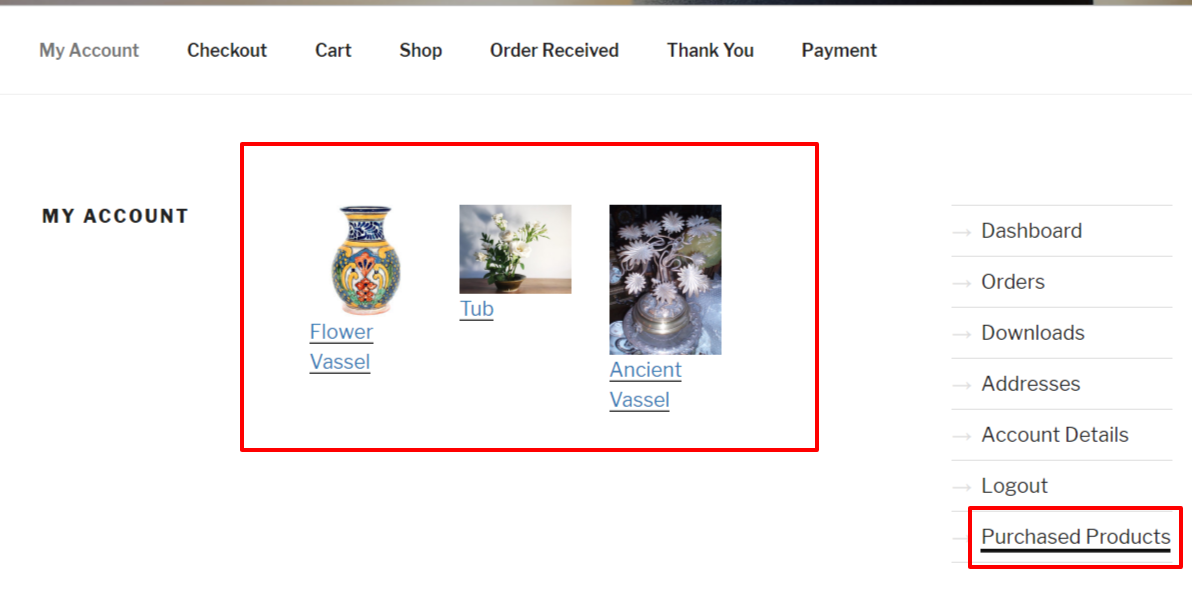 My Account Checkout Cart Shop Order Received Thank You Payment
MY ACCOUNT
Flower
Vassel
Tub
Ancient
Vassel
Dashboard
Orders
Downloads
Addresses
Account Details
Logout
Purchased Products